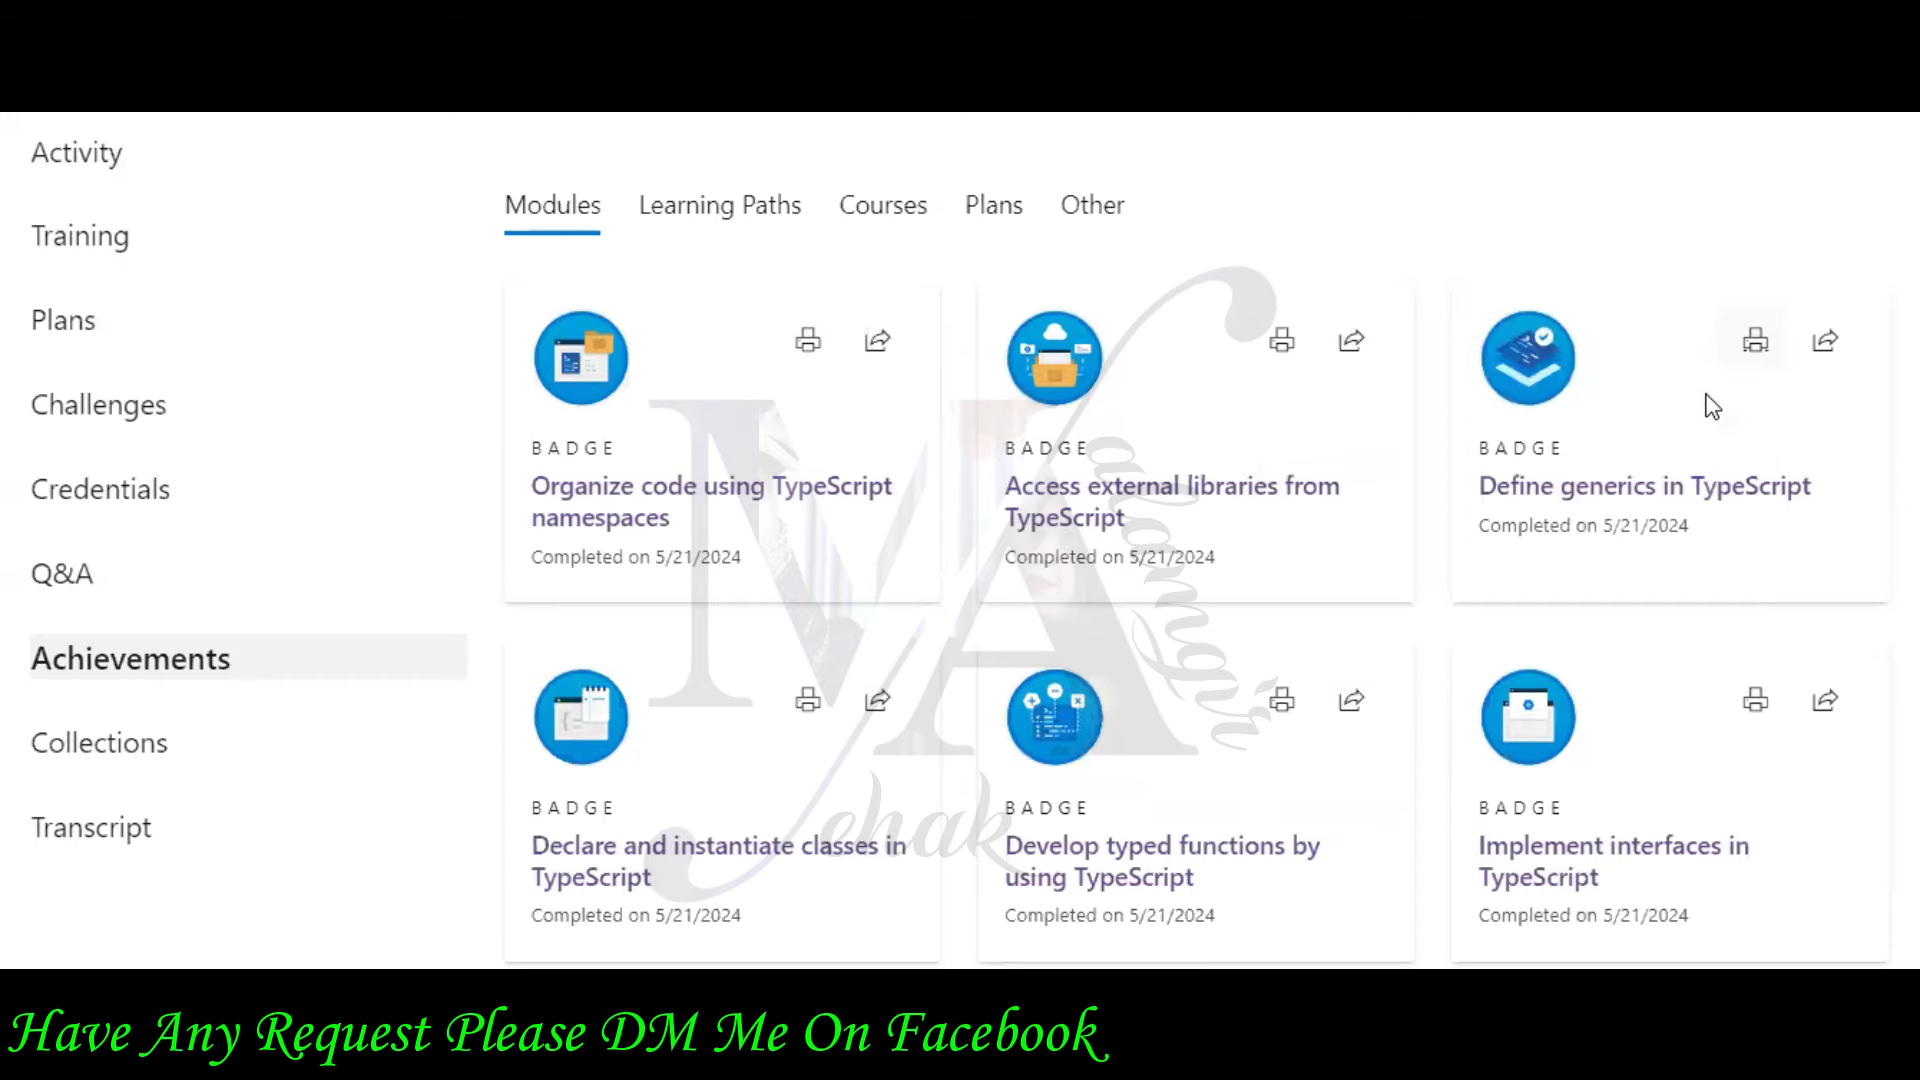 Activity
Training
Plans
Challenges
Credentials
Q&A
Achievements
Collections
Transcript
Modules Learning Paths Courses Plans Other
BADGE
Organize code using TypeScript
namespaces
Completed on 5/21/2024
BADGE
Access external libraries from
TypeScript
Completed on 5/21/2024
BADGE
Define generics in TypeScript
Completed on 5/21/2024
BADGE
Declare and instantiate classes in
TypeScript
Completed on 5/21/2024
BADGE
Develop typed functions by
using TypeScript
Completed on 5/21/2024
BADGE
Implement interfaces in
TypeScript
Completed on 5/21/2024
MA
alamgir
Have Any Request Please DM Me On Facebook